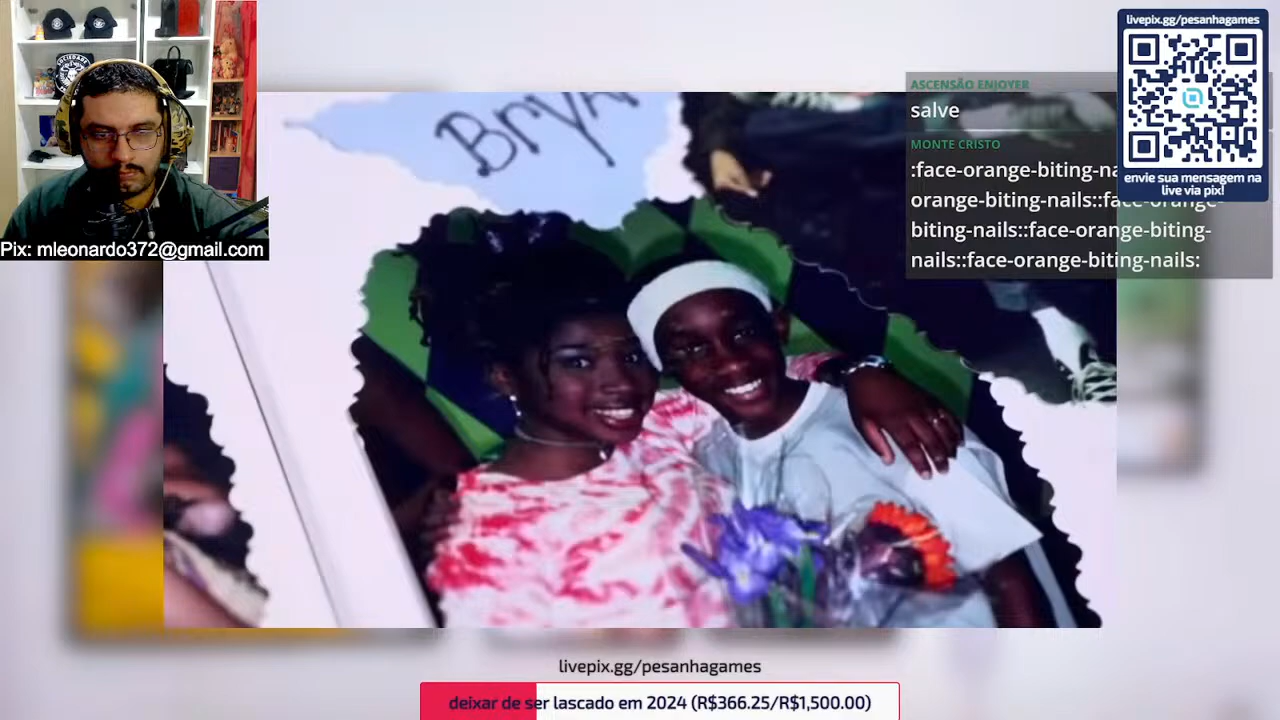 livepix.gg/pesanhagames
ASCENSÃO ENJOYER
salve
MONTE CRISTO
:face-orange-biting-na
orange-biting-nails::face-orange-
biting-nails::face-orange-biting-
nails::face-orange-biting-nails:
envie sua mensagem na
live via pix!
SOCIEDADE
Pix: mleonardo372@gmail.com
livepix.gg/pesanhagames
deixar de ser lascado em 2024 (R$366.25/R$1,500.00)